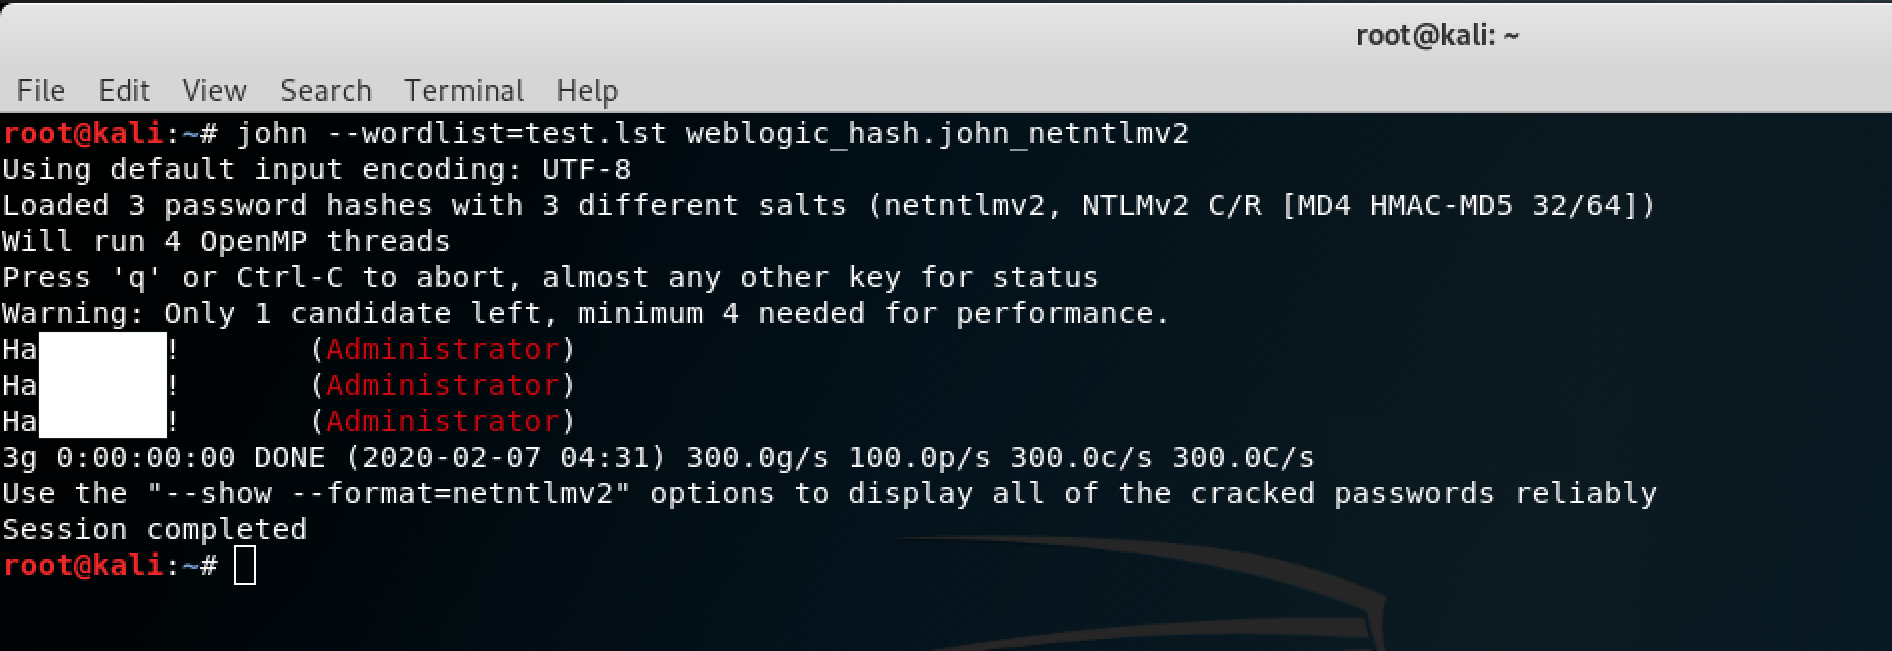 root@kali: ~
File Edit View Search Terminal Help
root@kali:~# john --wordlist=test.lst weblogic_hash.john_netntlmv2
Using default input encoding: UTF-8
Loaded 3 password hashes with 3 different salts (netntlmv2, NTLMv2 C/R [MD4 HMAC-MD5 32/64])
Will run 4 OpenMP threads
Press 'q' or Ctrl-C to abort, almost any other key for status
Warning: Only 1 candidate left, minimum 4 needed for performance.
Ha ! (Administrator)
Ha ! (Administrator)
Ha ! (Administrator)
3g 0:00:00:00 DONE (2020-02-07 04:31) 300.0g/s 100.0p/s 300.0c/s 300.0C/s
Use the "--show --format=netntlmv2" options to display all of the cracked passwords reliably
Session completed
root@kali:~#